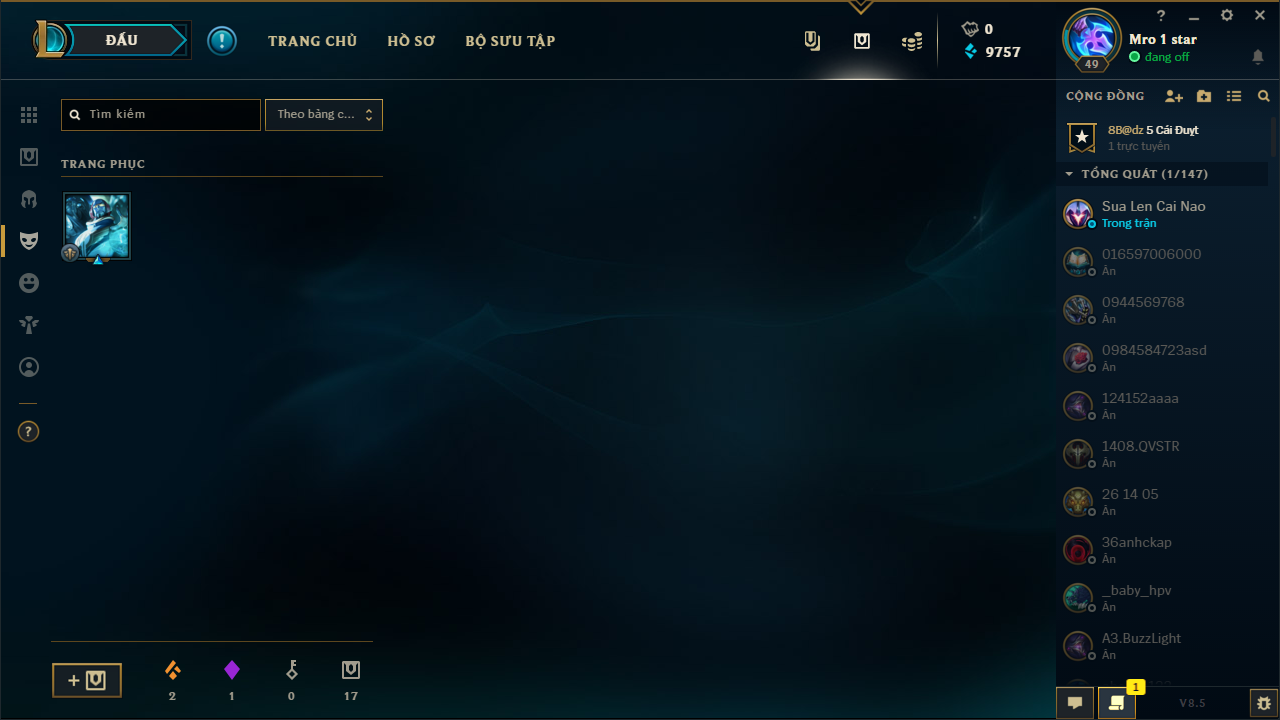 ĐẤU
TRANG CHỦ
HỒ SƠ
BỘ SƯU TẬP
0
9757
?
49
Mro 1 star
đang off
Tìm kiếm
Theo bảng c...
TRANG PHỤC
?
2
1
0
17
CỘNG ĐỒNG
8B@dz 5 Cái Đuýt
1 trực tuyến
TỔNG QUÁT (1/147)
Sua Len Cai Nao
Trong trận
016597006000
Ẩn
0944569768
Ẩn
0984584723asd
Ẩn
124152aaaa
Ẩn
1408.QVSTR
Ẩn
26 14 05
Ẩn
36anhckap
Ẩn
_baby_hpv
Ẩn
A3.BuzzLight
Ẩn
1
V8.5